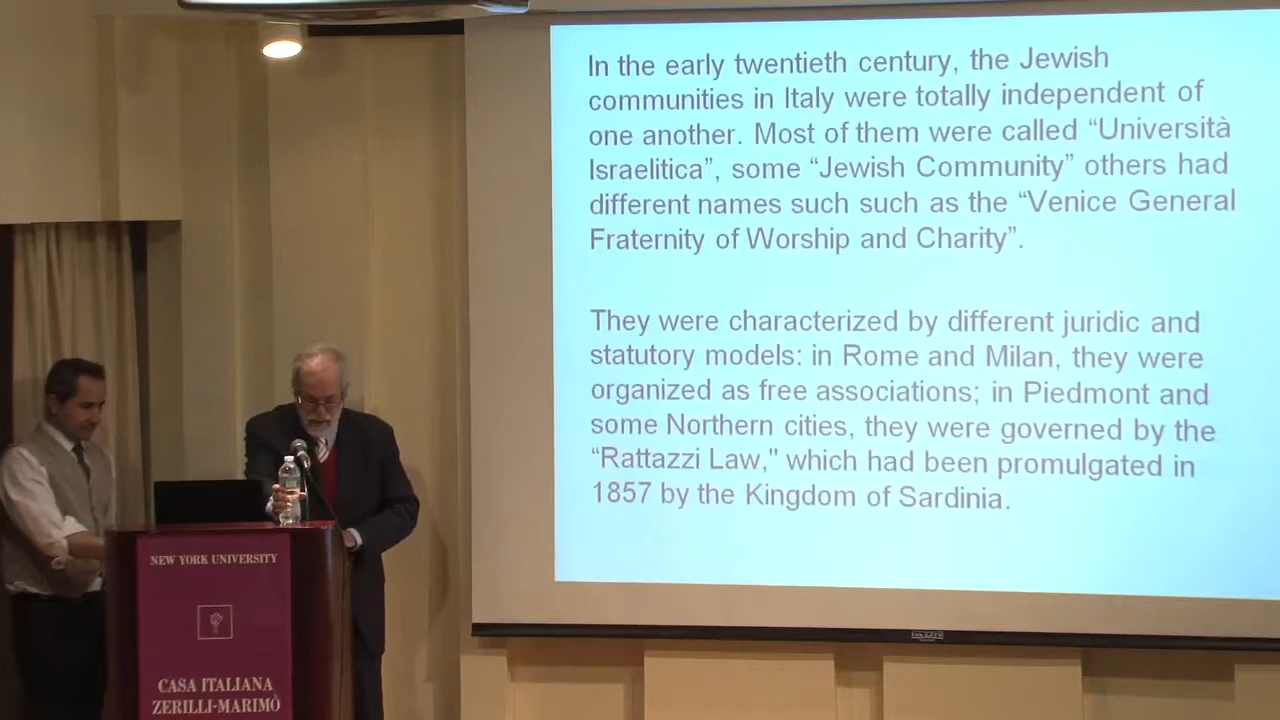 In the early twentieth century, the Jewish
communities in Italy were totally independent of
one another. Most of them were called “Università
Israelitica”, some “Jewish Community” others had
different names such such as the “Venice General
Fraternity of Worship and Charity”.
They were characterized by different juridic and
statutory models: in Rome and Milan, they were
organized as free associations; in Piedmont and
some Northern cities, they were governed by the
“Rattazzi Law," which had been promulgated in
1857 by the Kingdom of Sardinia.
DA-LITE
NEW YORK UNIVERSITY
CASA ITALIANA
ZERILLI-MARIMÒ